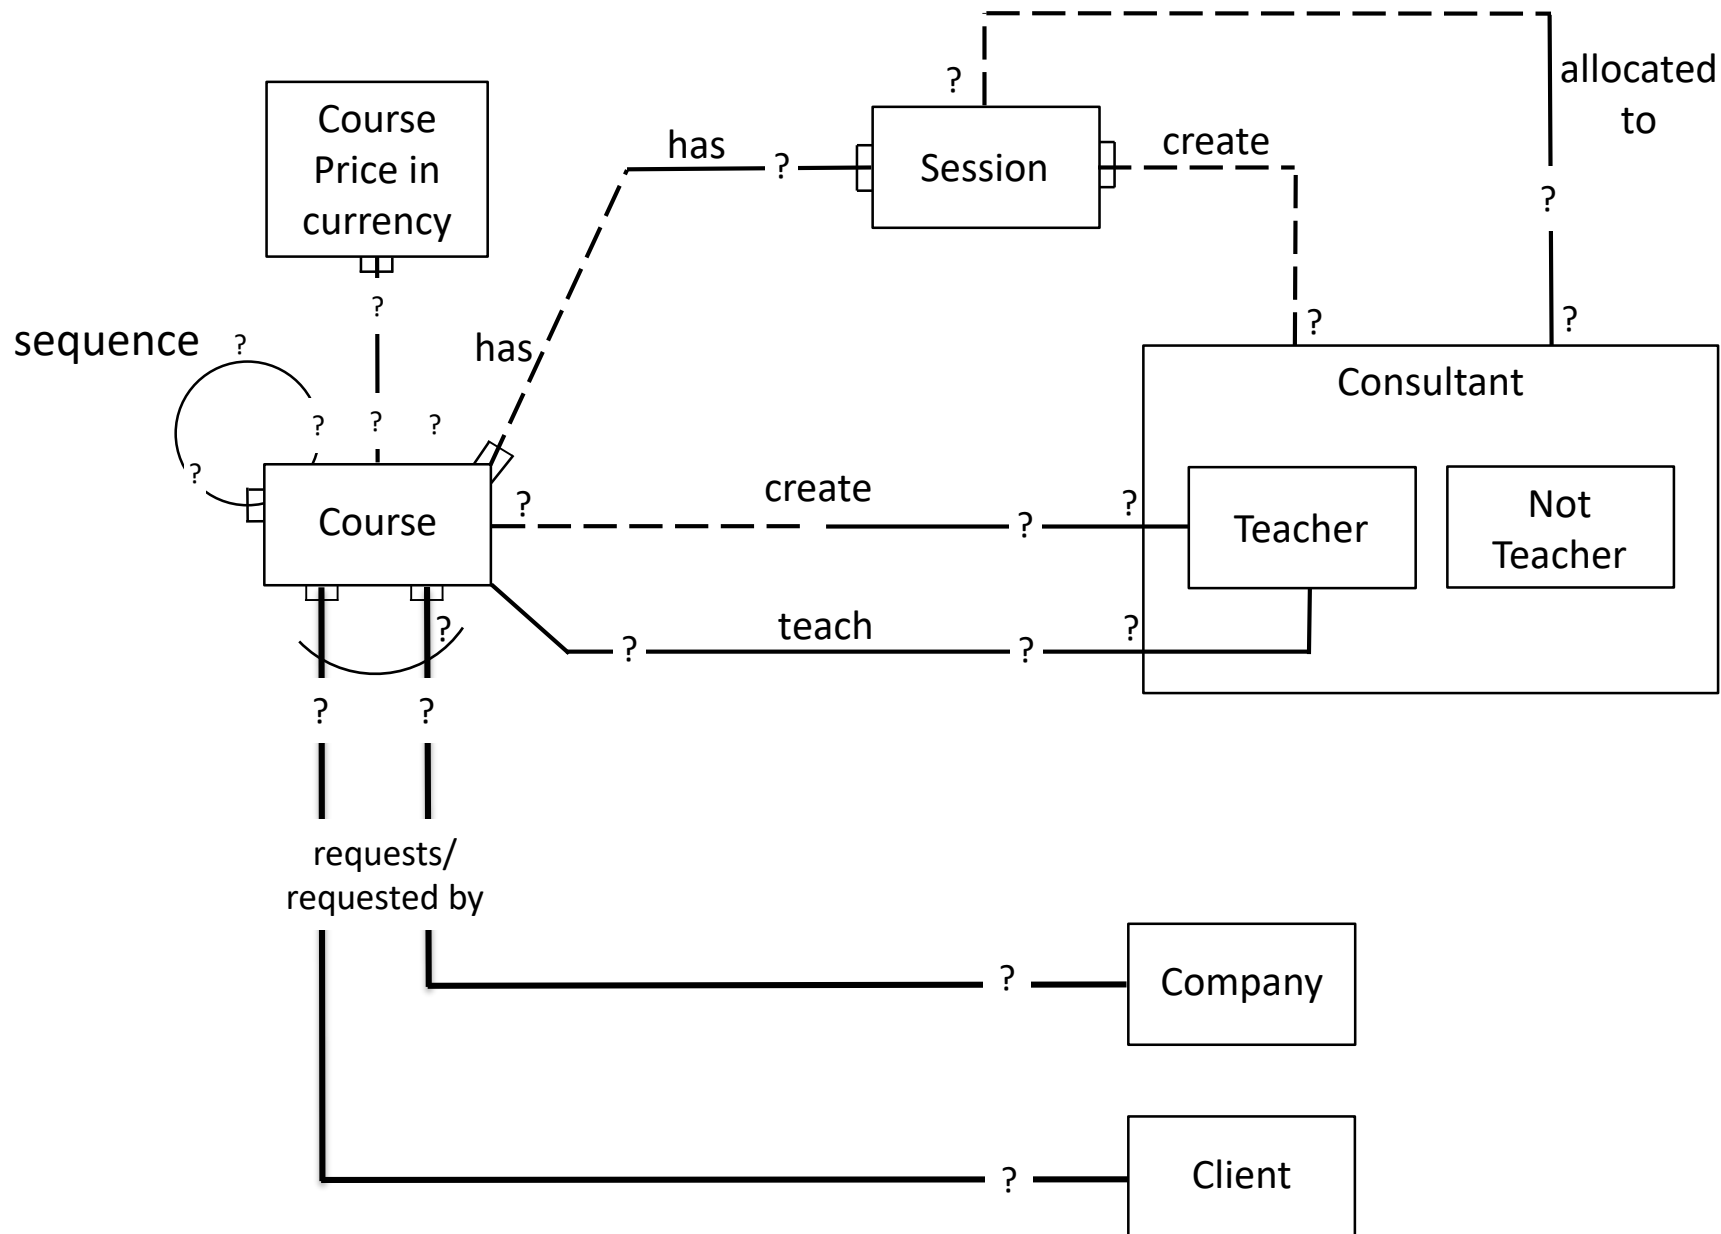 allocated
to
?
Course
Price in
currency
has
?
Session
create
?
?
?
?
sequence
?
has
?
?
?
Consultant
?
Course
?
create
?
?
Teacher
Not
Teacher
?
teach
?
?
?
?
?
requests/
requested by
?
Company
?
Client